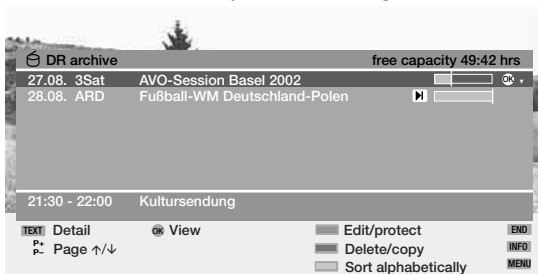 DR archive free capacity 49:42 hrs
27.08. 3Sat AVO-Session Basel 2002 OK
28.08. ARD Fußball-WM Deutschland-Polen
21:30 - 22:00 Kultursendung
TEXT Detail OK View Edit/protect END
P+ P– Page ↑/↓ Delete/copy INFO
Sort alphabetically MENU